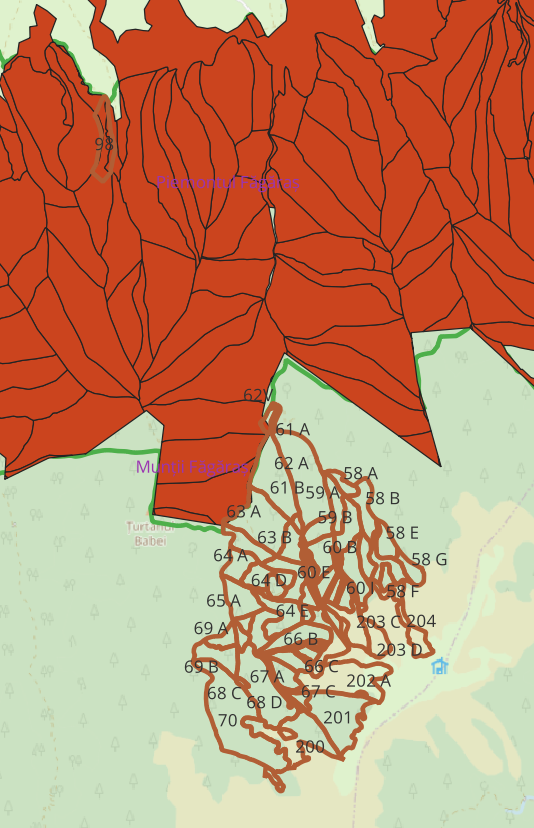 98
Piemontul Făgăraș
62V
61 A
Munții Făgăraș
62 A
58 A
61 B
59 A
58 B
63 A
59 B
Turtanu
Babei
58 E
63 B
60 B
64 A
58 G
60 E
64 D
60 I
58 F
65 A
64 E
203 C
204
69 A
66 B
203 D
69 B
66 C
67 A
202 A
68 C
67 C
68 D
70
201
200